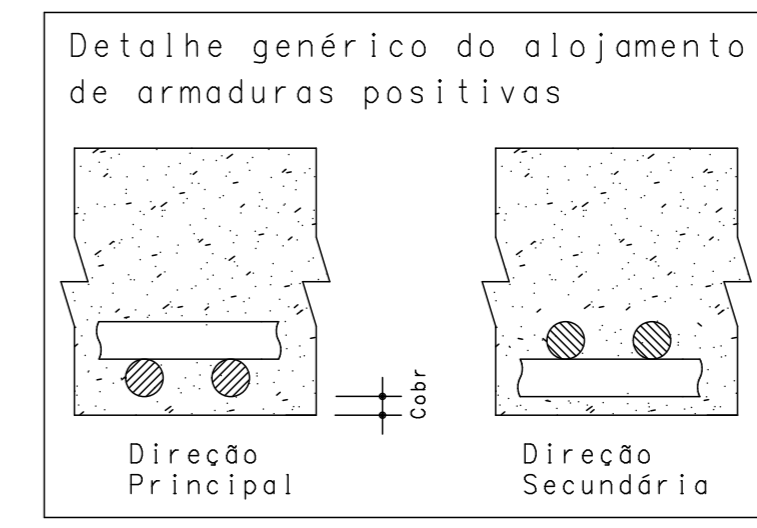 Detalhe genérico do alojamento
de armaduras positivas
Cobr
Direção
Principal
Direção
Secundária